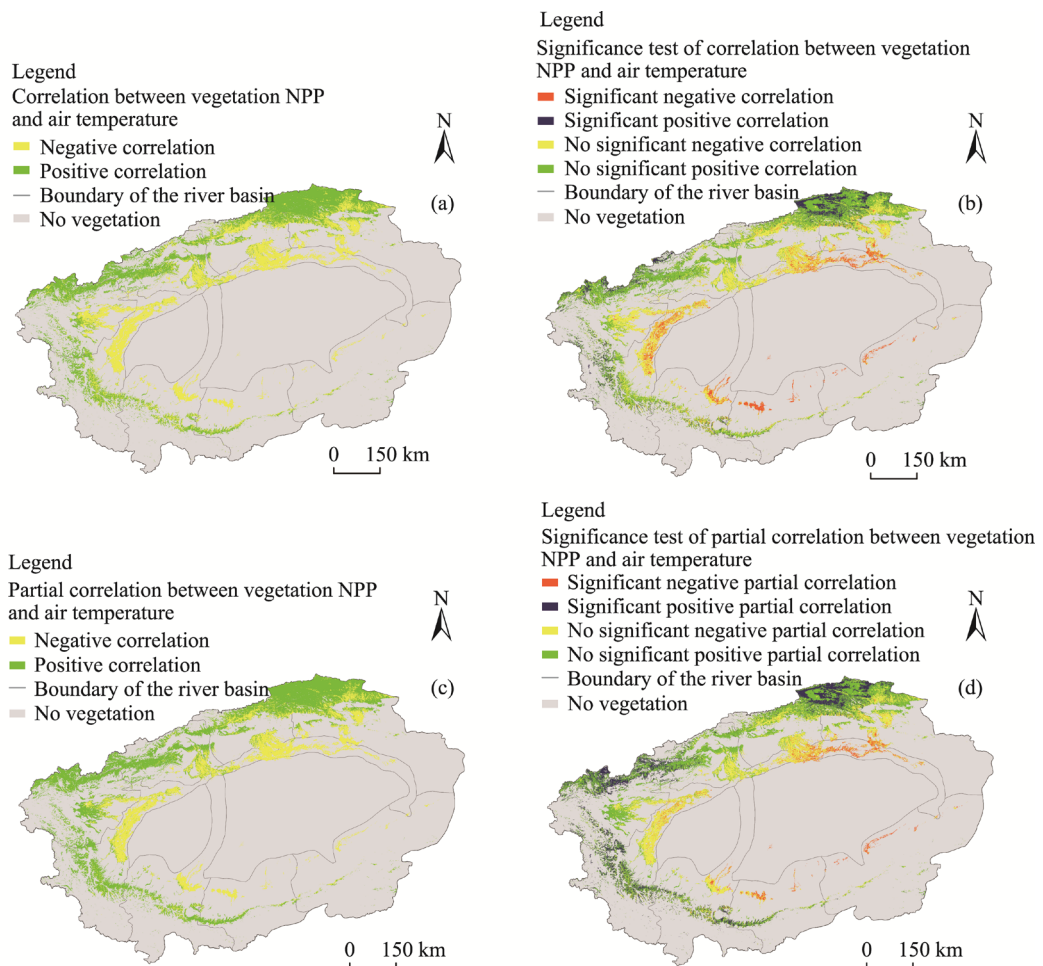 Legend
Correlation between vegetation NPP
and air temperature
Negative correlation
Positive correlation
Boundary of the river basin
No vegetation
N
(a)
0 150 km
Legend
Significance test of correlation between vegetation
NPP and air temperature
Significant negative correlation
Significant positive correlation
No significant negative correlation
No significant positive correlation
Boundary of the river basin
No vegetation
N
(b)
0 150 km
Legend
Partial correlation between vegetation NPP
and air temperature
Negative correlation
Positive correlation
Boundary of the river basin
No vegetation
N
(c)
0 150 km
Legend
Significance test of partial correlation between vegetation
NPP and air temperature
Significant negative partial correlation
Significant positive partial correlation
No significant negative partial correlation
No significant positive partial correlation
Boundary of the river basin
No vegetation
N
(d)
0 150 km